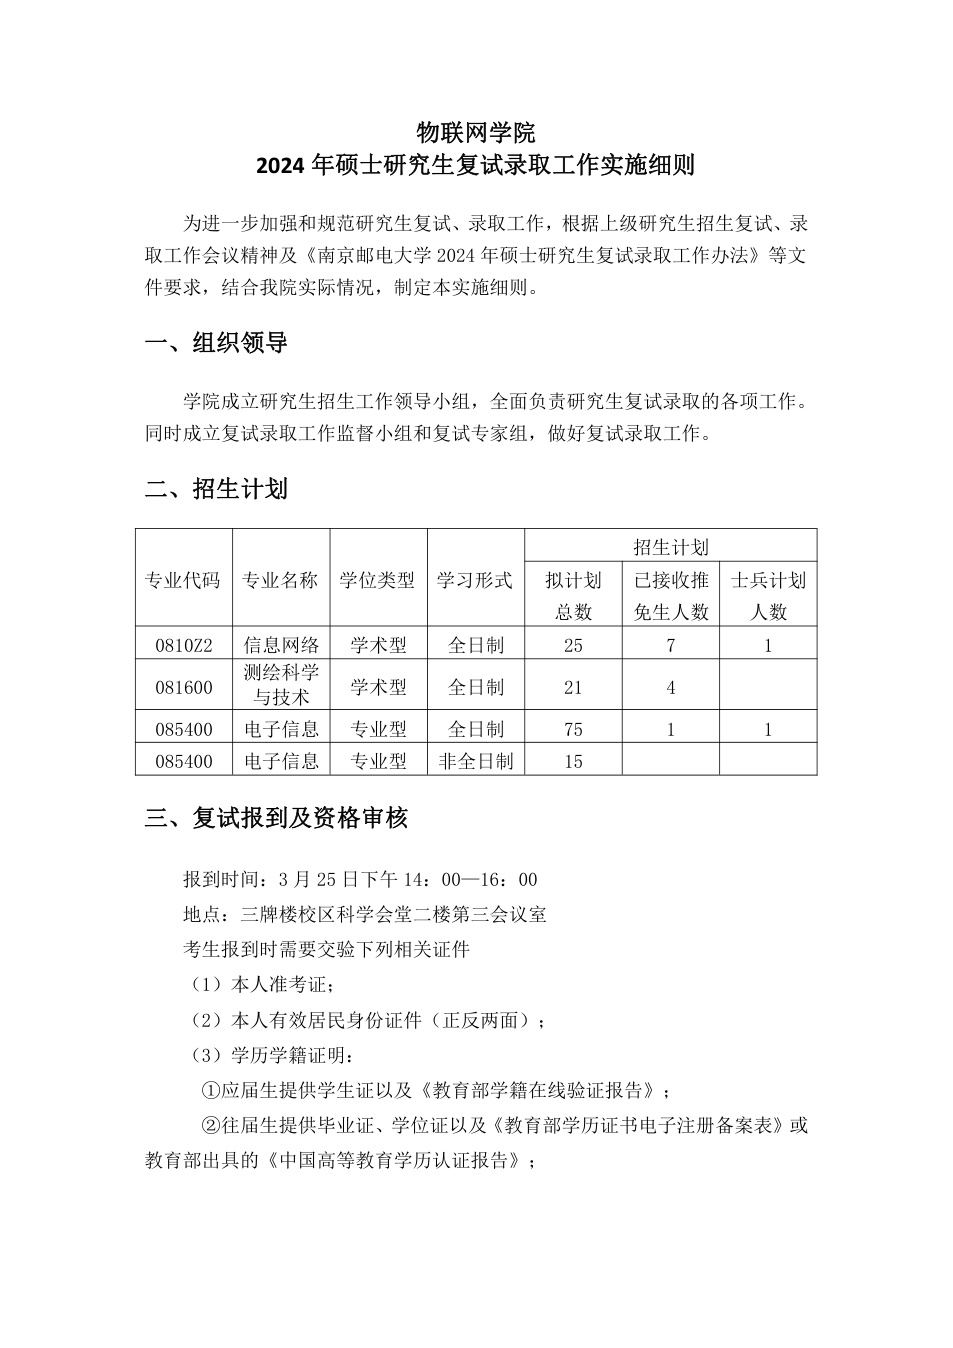 物联网学院
2024 年硕士研究生复试录取工作实施细则
为进一步加强和规范研究生复试、录取工作，根据上级研究生招生复试、录
取工作会议精神及《南京邮电大学 2024 年硕士研究生复试录取工作办法》等文
件要求，结合我院实际情况，制定本实施细则。
一、组织领导
学院成立研究生招生工作领导小组，全面负责研究生复试录取的各项工作。
同时成立复试录取工作监督小组和复试专家组，做好复试录取工作。
二、招生计划
专业代码 专业名称 学位类型 学习形式 招生计划
拟计划总数 已接收推免生人数 士兵计划人数
0810Z2 信息网络 学术型 全日制 25 7 1
081600 测绘科学与技术 学术型 全日制 21 4
085400 电子信息 专业型 全日制 75 1 1
085400 电子信息 专业型 非全日制 15
三、复试报到及资格审核
报到时间：3 月 25 日下午 14：00—16：00
地点：三牌楼校区科学会堂二楼第三会议室
考生报到时需要交验下列相关证件
（1）本人准考证；
（2）本人有效居民身份证件（正反两面）；
（3）学历学籍证明：
①应届生提供学生证以及《教育部学籍在线验证报告》；
②往届生提供毕业证、学位证以及《教育部学历证书电子注册备案表》或
教育部出具的《中国高等教育学历认证报告》；